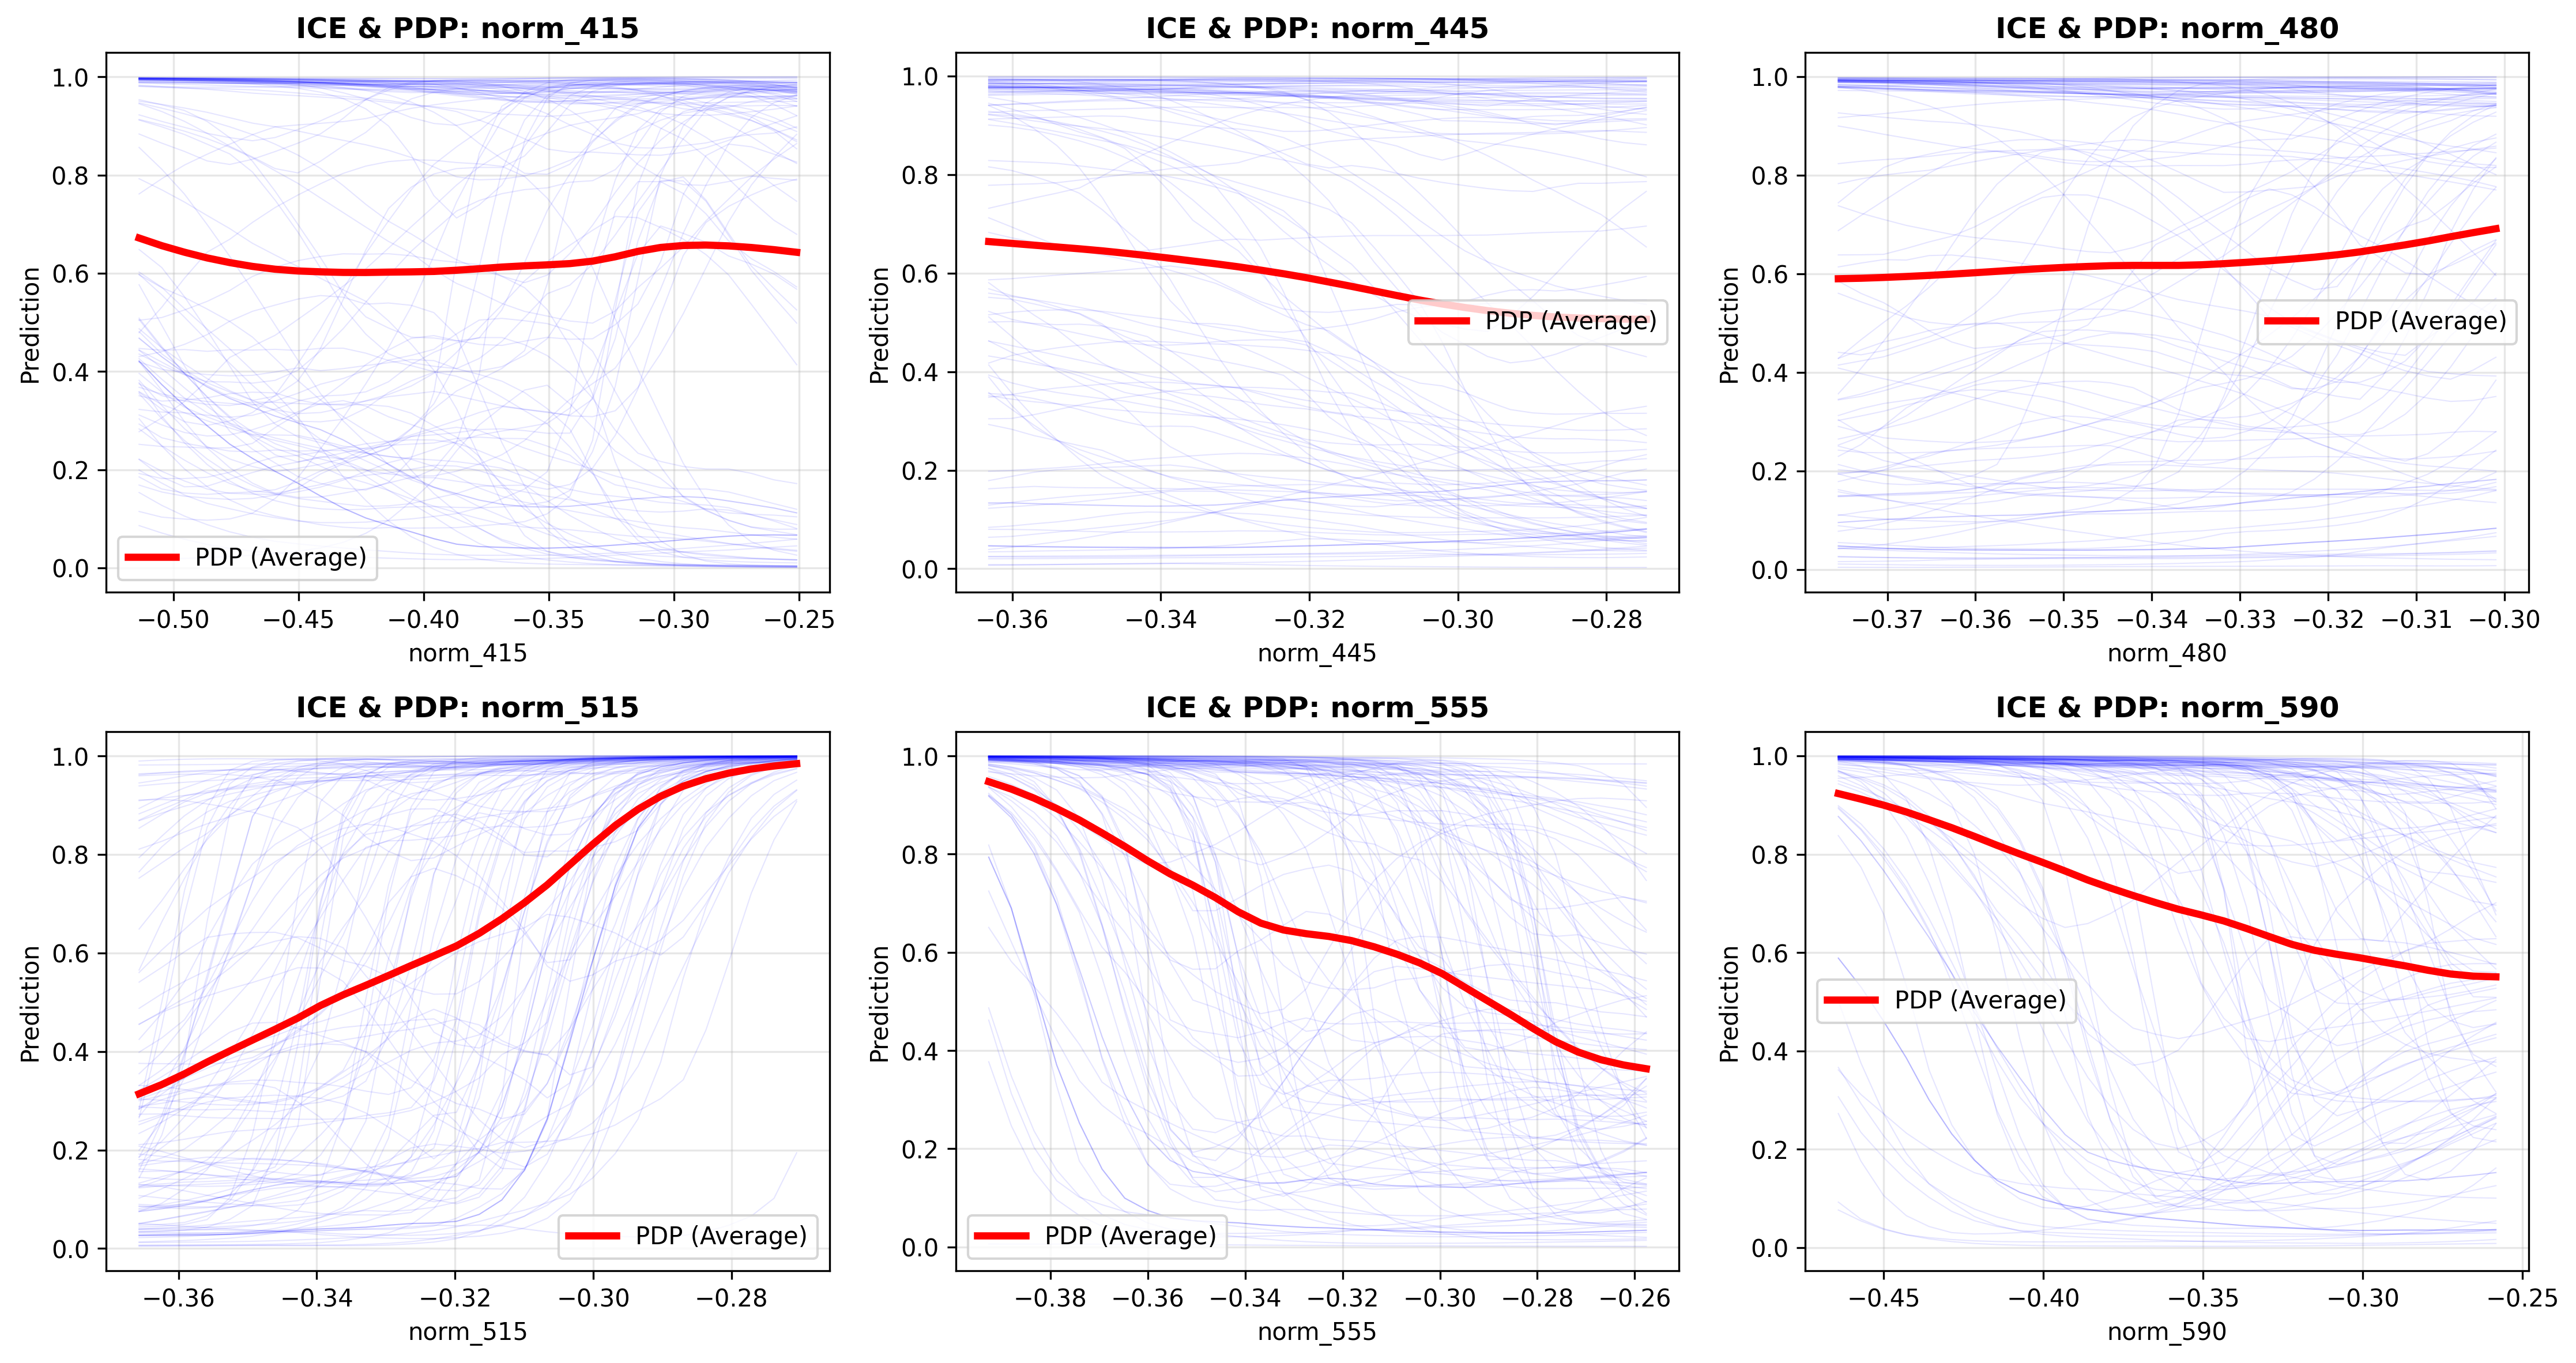 ICE & PDP: norm_415
1.0
0.8
0.6
0.4
0.2
0.0
Prediction
PDP (Average)
−0.50 −0.45 −0.40 −0.35 −0.30 −0.25
norm_415
ICE & PDP: norm_445
1.0
0.8
0.6
0.4
0.2
0.0
Prediction
PDP (Average)
−0.36 −0.34 −0.32 −0.30 −0.28
norm_445
ICE & PDP: norm_480
1.0
0.8
0.6
0.4
0.2
0.0
Prediction
PDP (Average)
−0.37 −0.36 −0.35 −0.34 −0.33 −0.32 −0.31 −0.30
norm_480
ICE & PDP: norm_515
1.0
0.8
0.6
0.4
0.2
0.0
Prediction
PDP (Average)
−0.36 −0.34 −0.32 −0.30 −0.28
norm_515
ICE & PDP: norm_555
1.0
0.8
0.6
0.4
0.2
0.0
Prediction
PDP (Average)
−0.38 −0.36 −0.34 −0.32 −0.30 −0.28 −0.26
norm_555
ICE & PDP: norm_590
1.0
0.8
0.6
0.4
0.2
0.0
Prediction
PDP (Average)
−0.45 −0.40 −0.35 −0.30 −0.25
norm_590